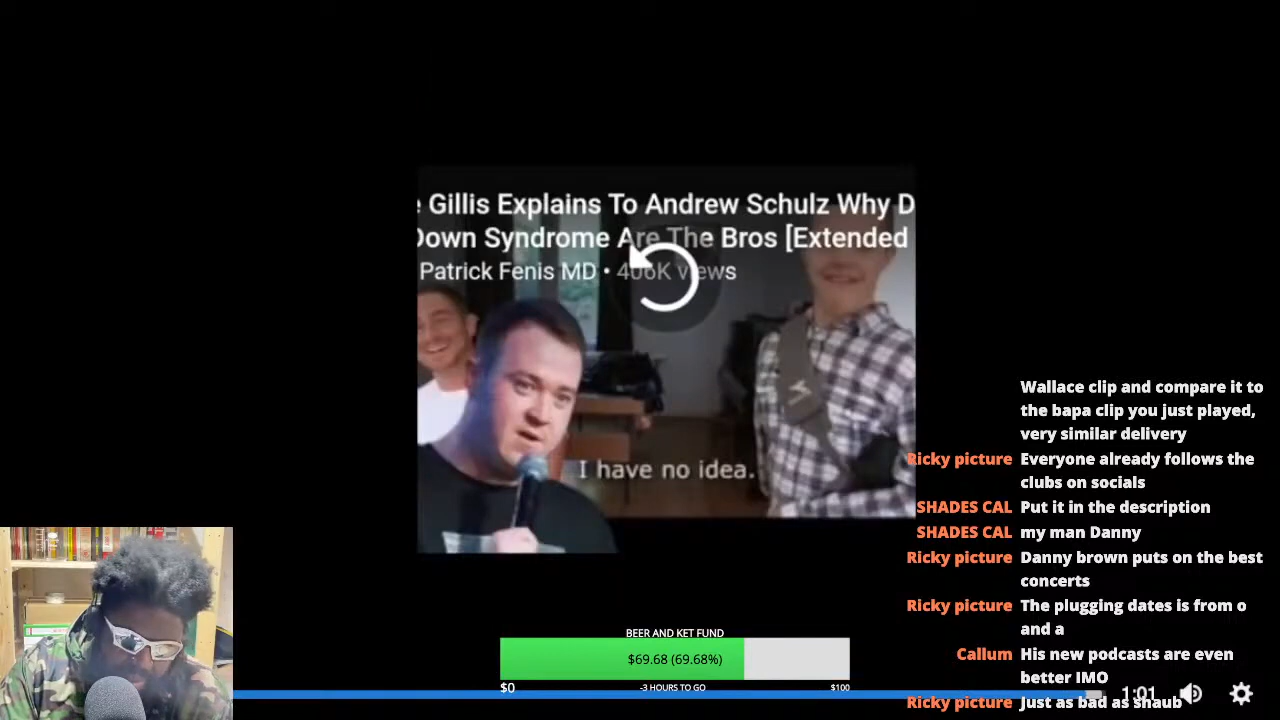 e Gillis Explains To Andrew Schulz Why D
Down Syndrome Are The Bros [Extended
Patrick Fenis MD • 406K views
I have no idea.
Wallace clip and compare it to
the bapa clip you just played,
very similar delivery
Ricky picture Everyone already follows the
clubs on socials
SHADES CAL Put it in the description
SHADES CAL my man Danny
Ricky picture Danny brown puts on the best
concerts
Ricky picture The plugging dates is from o
and a
Callum His new podcasts are even
better IMO
Ricky picture Just as bad as shaub
BEER AND KET FUND
$69.68 (69.68%)
$0 -3 HOURS TO GO $100
1:01